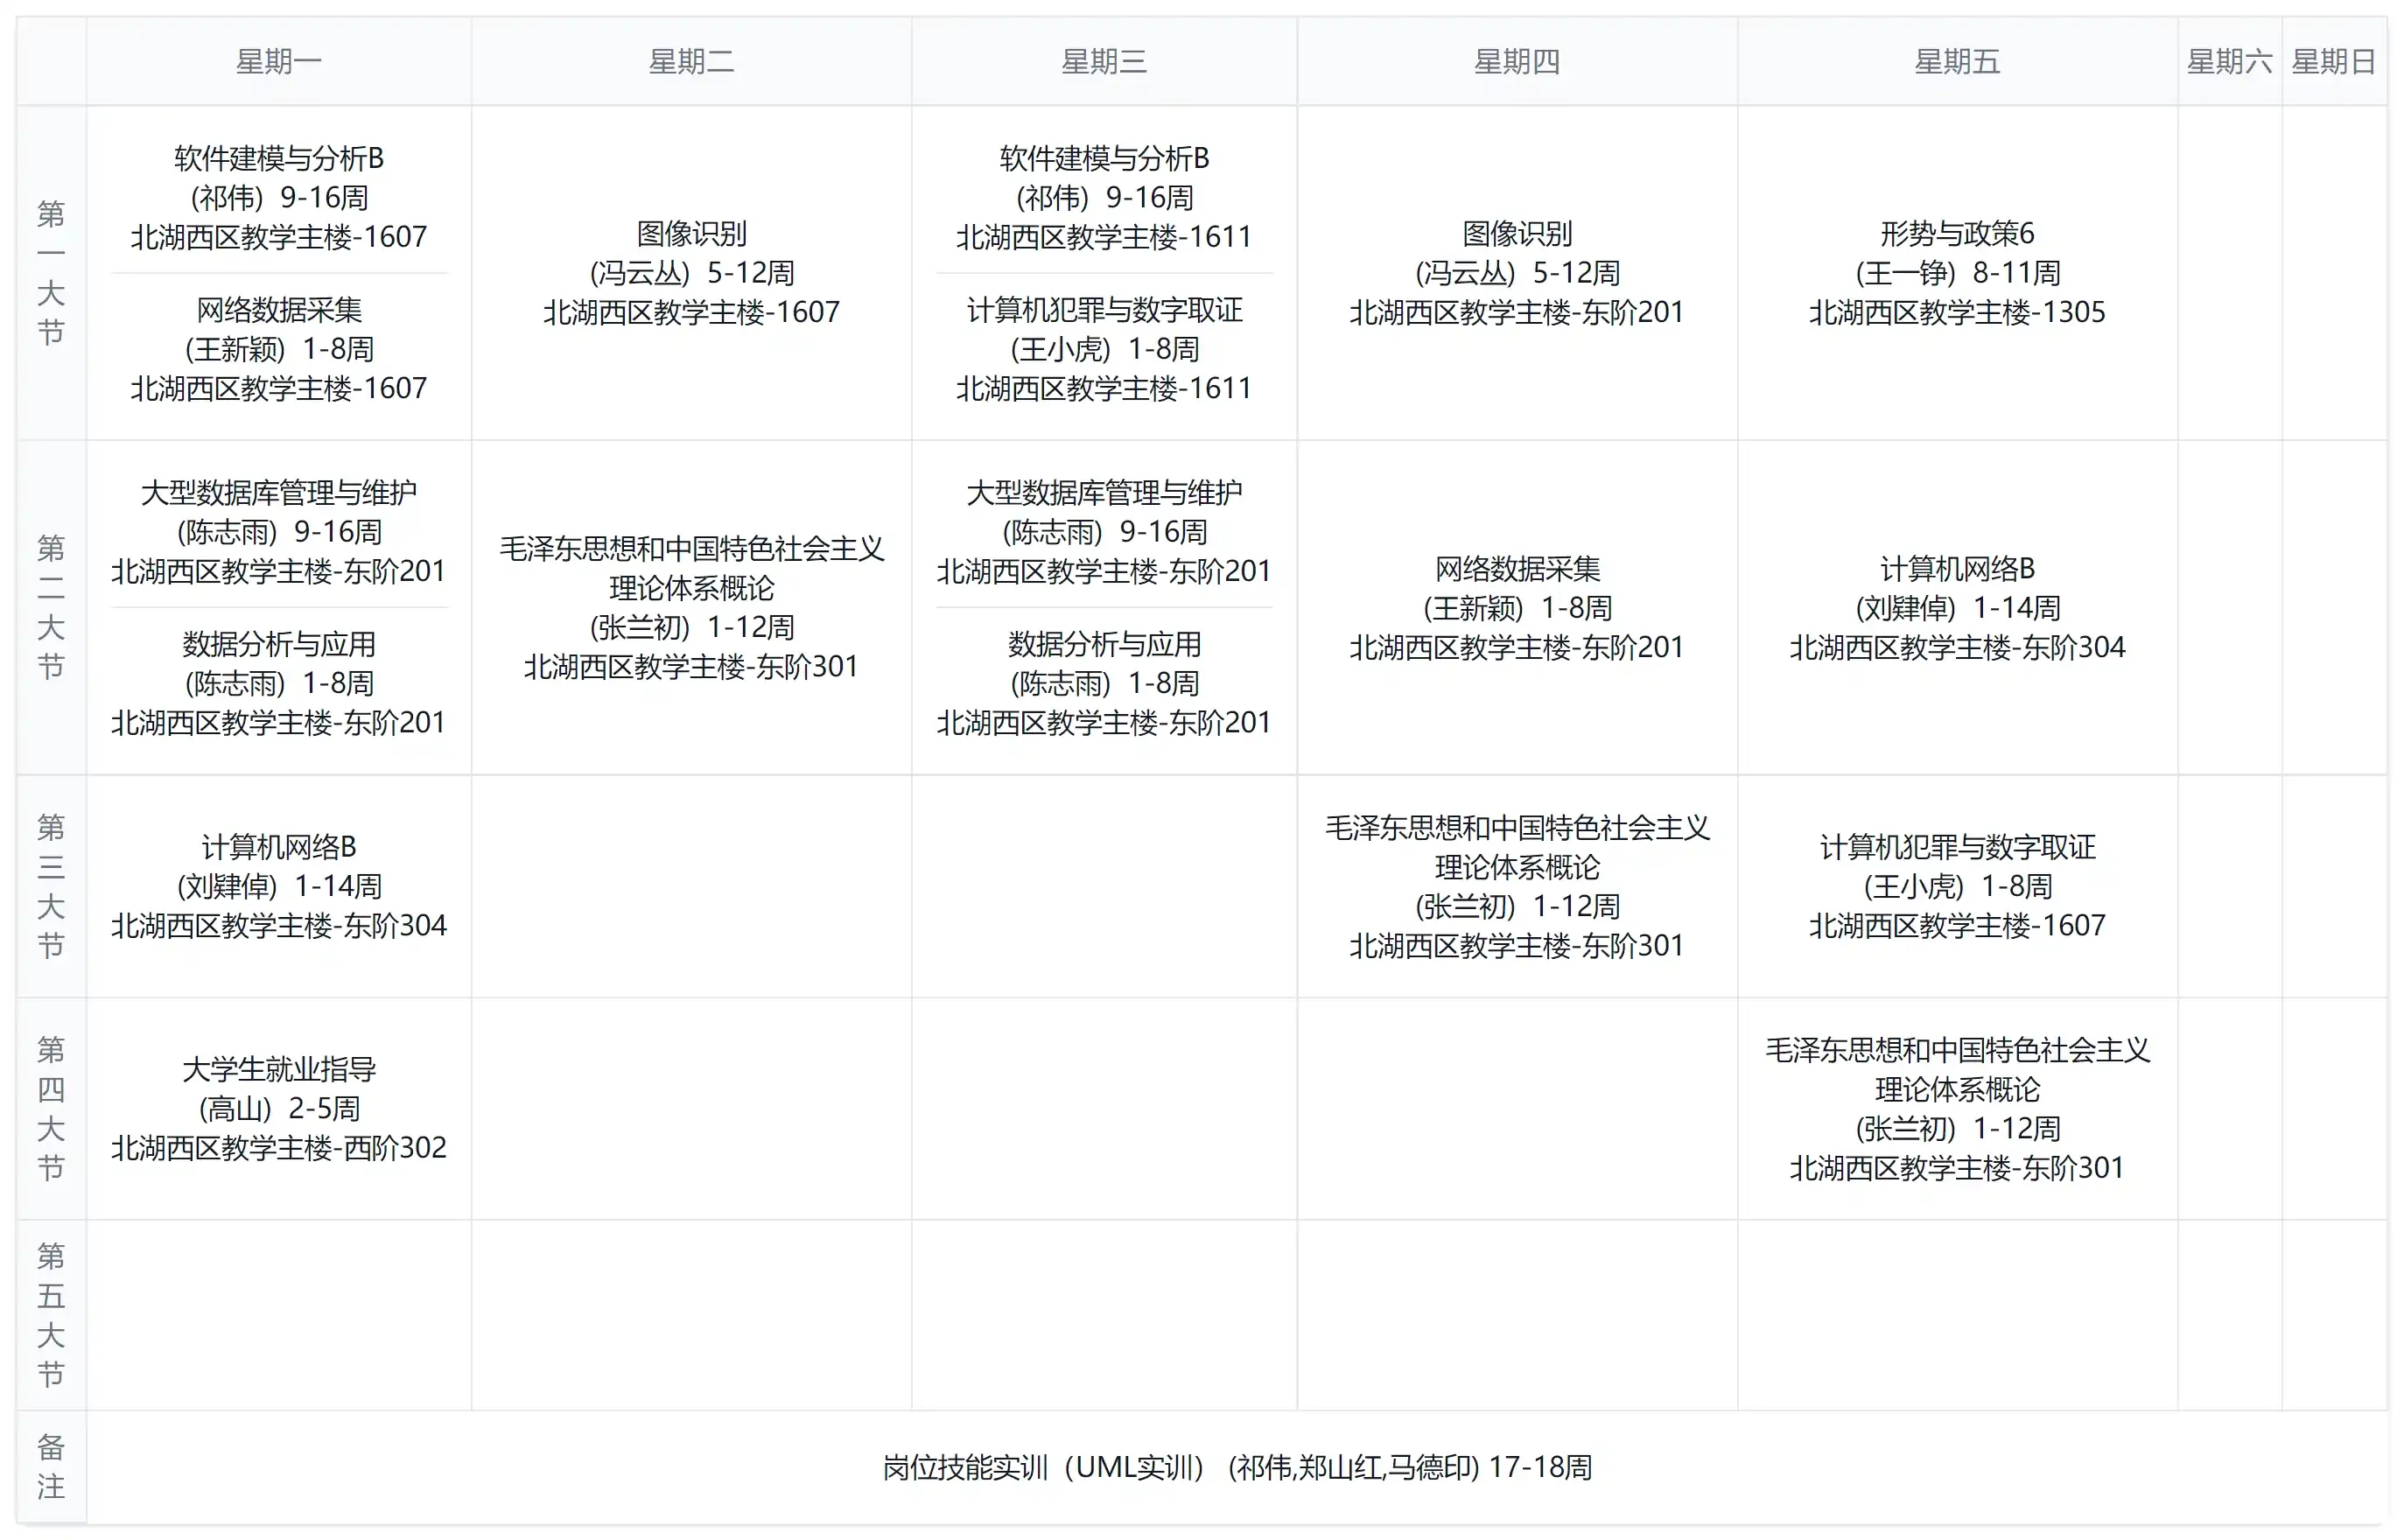 星期一 星期二 星期三 星期四 星期五 星期六 星期日
第一大节
软件建模与分析B
(祁伟) 9-16周
北湖西区教学主楼-1607
网络数据采集
(王新颖) 1-8周
北湖西区教学主楼-1607
图像识别
(冯云丛) 5-12周
北湖西区教学主楼-1607
软件建模与分析B
(祁伟) 9-16周
北湖西区教学主楼-1611
计算机犯罪与数字取证
(王小虎) 1-8周
北湖西区教学主楼-1611
图像识别
(冯云丛) 5-12周
北湖西区教学主楼-东阶201
形势与政策6
(王一铮) 8-11周
北湖西区教学主楼-1305
第二大节
大型数据库管理与维护
(陈志雨) 9-16周
北湖西区教学主楼-东阶201
数据分析与应用
(陈志雨) 1-8周
北湖西区教学主楼-东阶201
毛泽东思想和中国特色社会主义
理论体系概论
(张兰初) 1-12周
北湖西区教学主楼-东阶301
大型数据库管理与维护
(陈志雨) 9-16周
北湖西区教学主楼-东阶201
数据分析与应用
(陈志雨) 1-8周
北湖西区教学主楼-东阶201
网络数据采集
(王新颖) 1-8周
北湖西区教学主楼-东阶201
计算机网络B
(刘肄倬) 1-14周
北湖西区教学主楼-东阶304
第三大节
计算机网络B
(刘肄倬) 1-14周
北湖西区教学主楼-东阶304
毛泽东思想和中国特色社会主义
理论体系概论
(张兰初) 1-12周
北湖西区教学主楼-东阶301
计算机犯罪与数字取证
(王小虎) 1-8周
北湖西区教学主楼-1607
第四大节
大学生就业指导
(高山) 2-5周
北湖西区教学主楼-西阶302
毛泽东思想和中国特色社会主义
理论体系概论
(张兰初) 1-12周
北湖西区教学主楼-东阶301
第五大节
备注
岗位技能实训（UML实训） (祁伟,郑山红,马德印) 17-18周